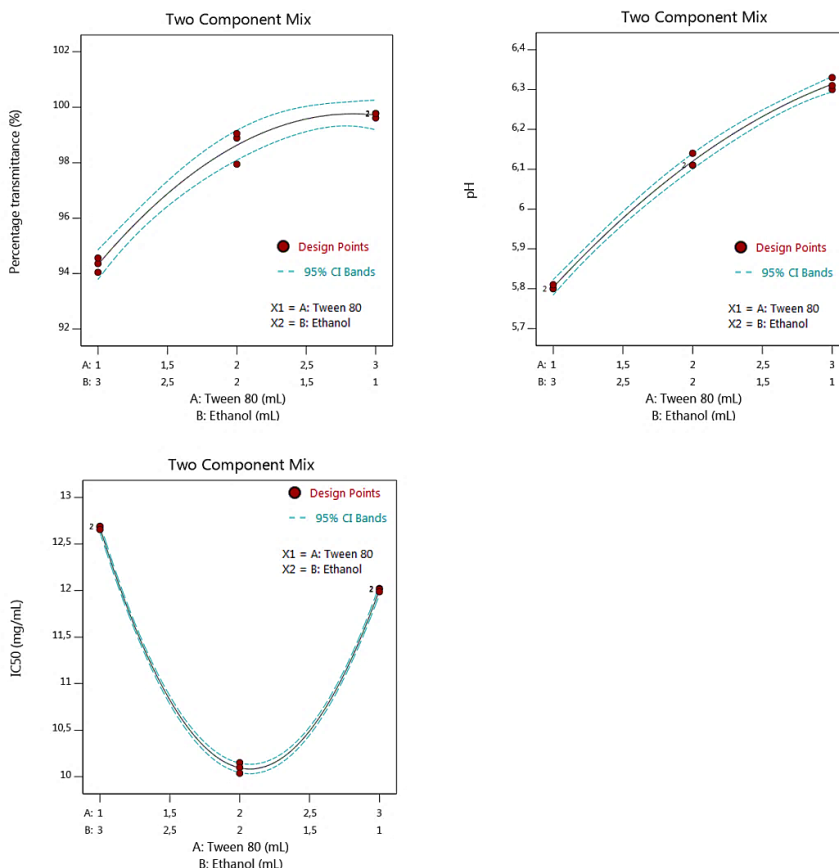 Two Component Mix
102
100
98
96
94
92
Percentage transmittance (%)
2
Design Points
95% CI Bands
X1 = A: Tween 80
X2 = B: Ethanol
A: 1 1,5 2 2,5 3
B: 3 2,5 2 1,5 1
A: Tween 80 (mL)
B: Ethanol (mL)
Two Component Mix
6,4
6,3
6,2
6,1
6
5,9
5,8
5,7
pH
2
2
Design Points
95% CI Bands
X1 = A: Tween 80
X2 = B: Ethanol
A: 1 1,5 2 2,5 3
B: 3 2,5 2 1,5 1
A: Tween 80 (mL)
B: Ethanol (mL)
Two Component Mix
13
12,5
12
11,5
11
10,5
10
IC50 (mg/mL)
2
2
Design Points
95% CI Bands
X1 = A: Tween 80
X2 = B: Ethanol
A: 1 1,5 2 2,5 3
B: 3 2,5 2 1,5 1
A: Tween 80 (mL)
B: Ethanol (mL)